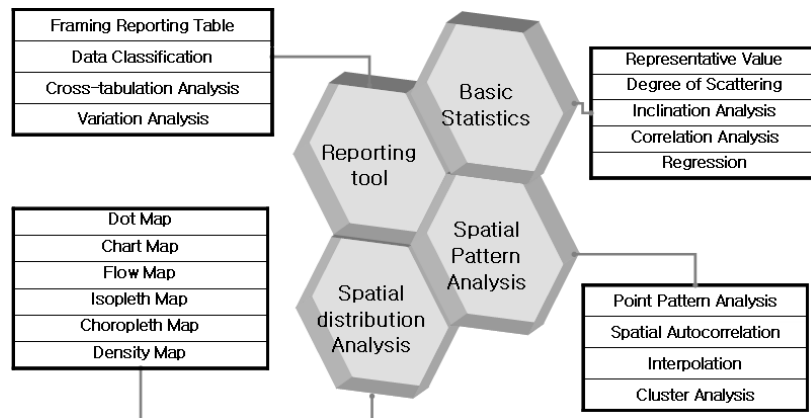 Framing Reporting Table
Data Classification
Cross-tabulation Analysis
Variation Analysis
Basic
Statistics
Representative Value
Degree of Scattering
Inclination Analysis
Correlation Analysis
Regression
Reporting
tool
Dot Map
Chart Map
Flow Map
Isopleth Map
Choropleth Map
Density Map
Spatial
Pattern
Analysis
Spatial
distribution
Analysis
Point Pattern Analysis
Spatial Autocorrelation
Interpolation
Cluster Analysis